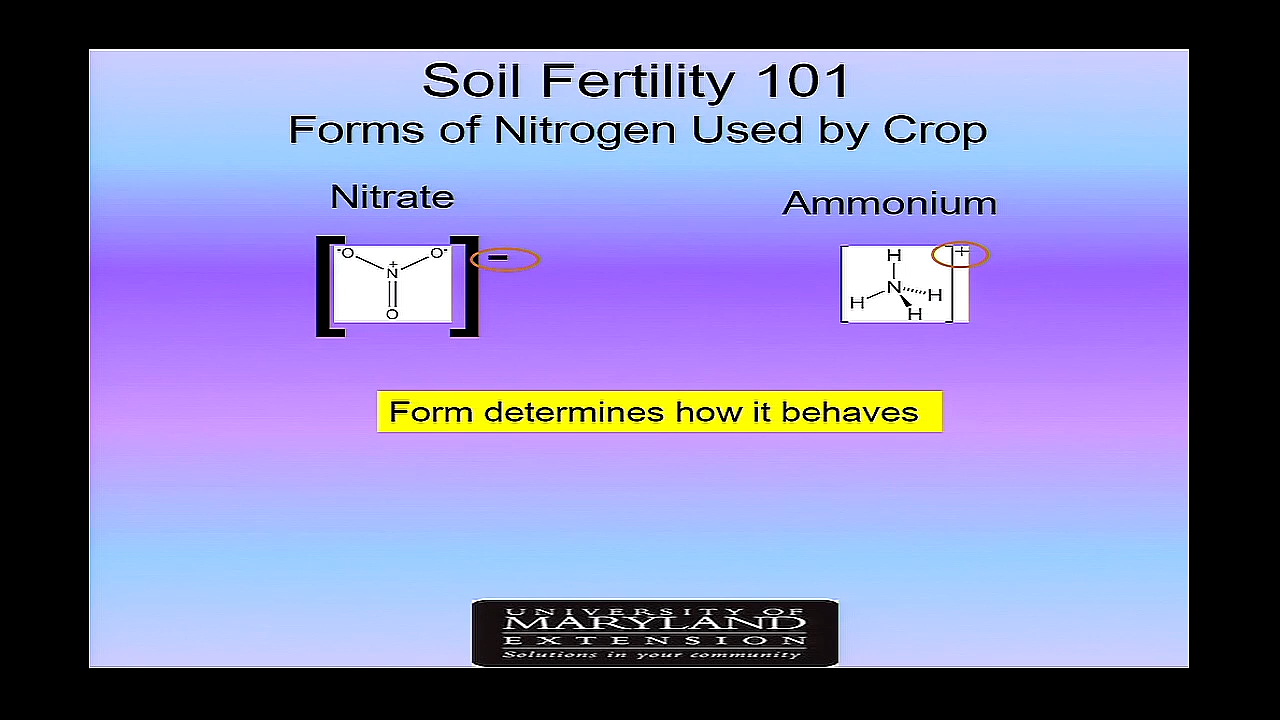 Soil Fertility 101
Forms of Nitrogen Used by Crop
Nitrate
Ammonium
[ ] −
-O O-
+
N
O
[ ] +
H
N
H H
H
Form determines how it behaves
UNIVERSITY OF
MARYLAND
EXTENSION
Solutions in your community